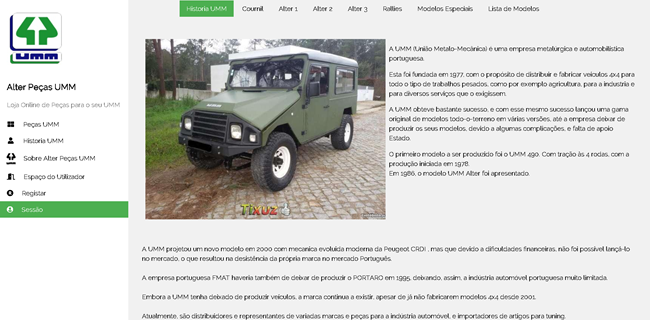 Historia UMM
Cournil
Alter 1
Alter 2
Alter 3
Rallies
Modelos Especiais
Lista de Modelos
UMM
Alter Peças UMM
Loja Online de Peças para o seu UMM
Peças UMM
Historia UMM
Sobre Alter Peças UMM
Espaço do Utilizador
Registar
Sessão
Tixuz
A UMM (União Metalo-Mecânica) é uma empresa metalúrgica e automobilística
portuguesa.
Esta foi fundada em 1977, com o proposito de distribuir e fabricar veiculos 4x4 para
todo o tipo de trabalhos pesados, como por exemplo agricultura, para a industria e
para diversos serviços que o exigissem.
A UMM obteve bastante sucesso, e com esse mesmo sucesso lançou uma gama
original de modelos todo-o-terreno em várias versões, até a empresa deixar de
produzir os seus modelos, devido a algumas complicações, e falta de apoio
Estado.
O primeiro modelo a ser produzido foi o UMM 490. Com tração às 4 rodas, com a
produção iniciada em 1978.
Em 1986, o modelo UMM Alter foi apresentado.
A UMM projetou um novo modelo em 2000 com mecanica evoluida moderna da Peugeot CRDI , mas que devido a dificuldades financeiras, não foi possível lançá-lo
no mercado, o que resultou na desistência da própria marca no mercado Português.
A empresa portuguesa FMAT haveria também de deixar de produzir o PORTARO em 1995, deixando, assim, a indústria automóvel portuguesa muito limitada.
Embora a UMM tenha deixado de produzir veículos, a marca continua a existir, apesar de já não fabricarem modelos 4x4 desde 2001.
Atualmente, são distribuidores e representantes de variadas marcas e peças para a indústria automóvel, e importadores de artigos para tuning.